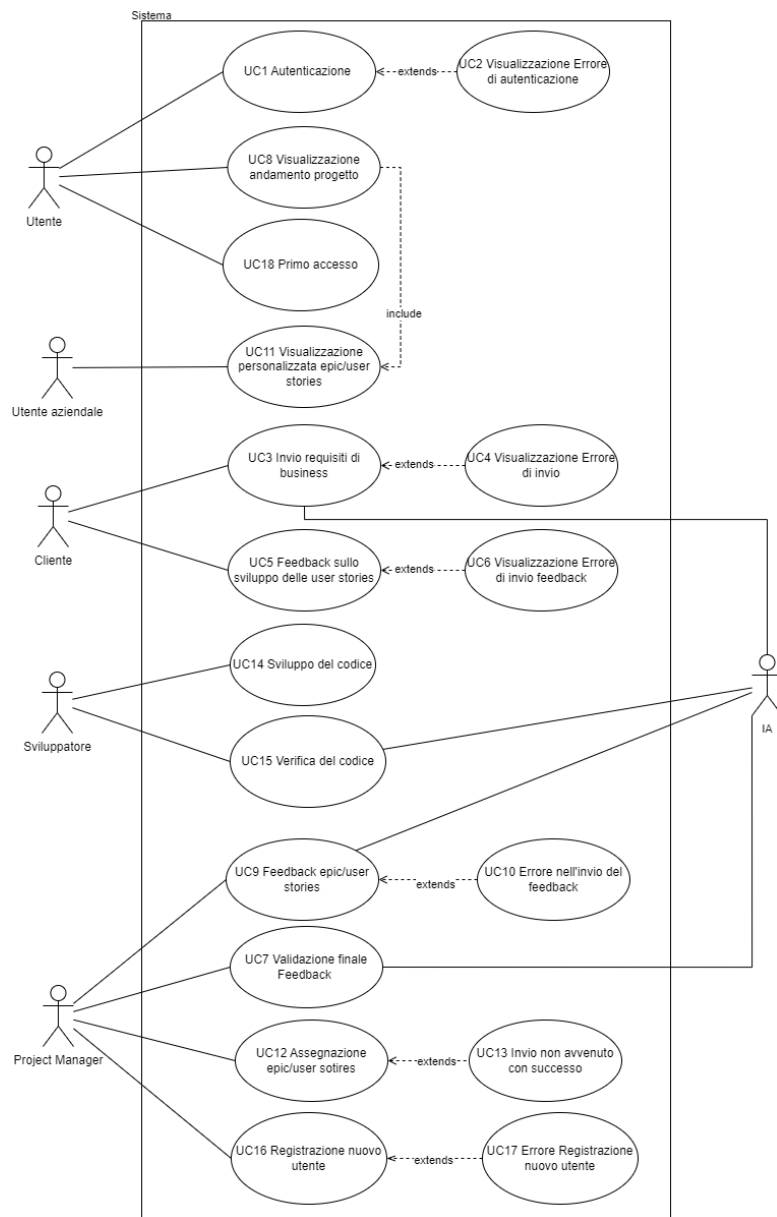 Sistema
UC1 Autenticazione
extends
UC2 Visualizzazione Errore
di autenticazione
UC8 Visualizzazione
andamento progetto
Utente
UC18 Primo accesso
include
UC11 Visualizzazione
personalizzata epic/user
stories
Utente aziendale
UC3 Invio requisiti di
business
extends
UC4 Visualizzazione Errore
di invio
Cliente
UC5 Feedback sullo
sviluppo delle user stories
extends
UC6 Visualizzazione Errore
di invio feedback
UC14 Sviluppo del codice
Sviluppatore
IA
UC15 Verifica del codice
UC9 Feedback epic/user
stories
extends
UC10 Errore nell'invio del
feedback
UC7 Validazione finale
Feedback
Project Manager
UC12 Assegnazione
epic/user sotires
extends
UC13 Invio non avvenuto
con successo
UC16 Registrazione nuovo
utente
extends
UC17 Errore Registrazione
nuovo utente